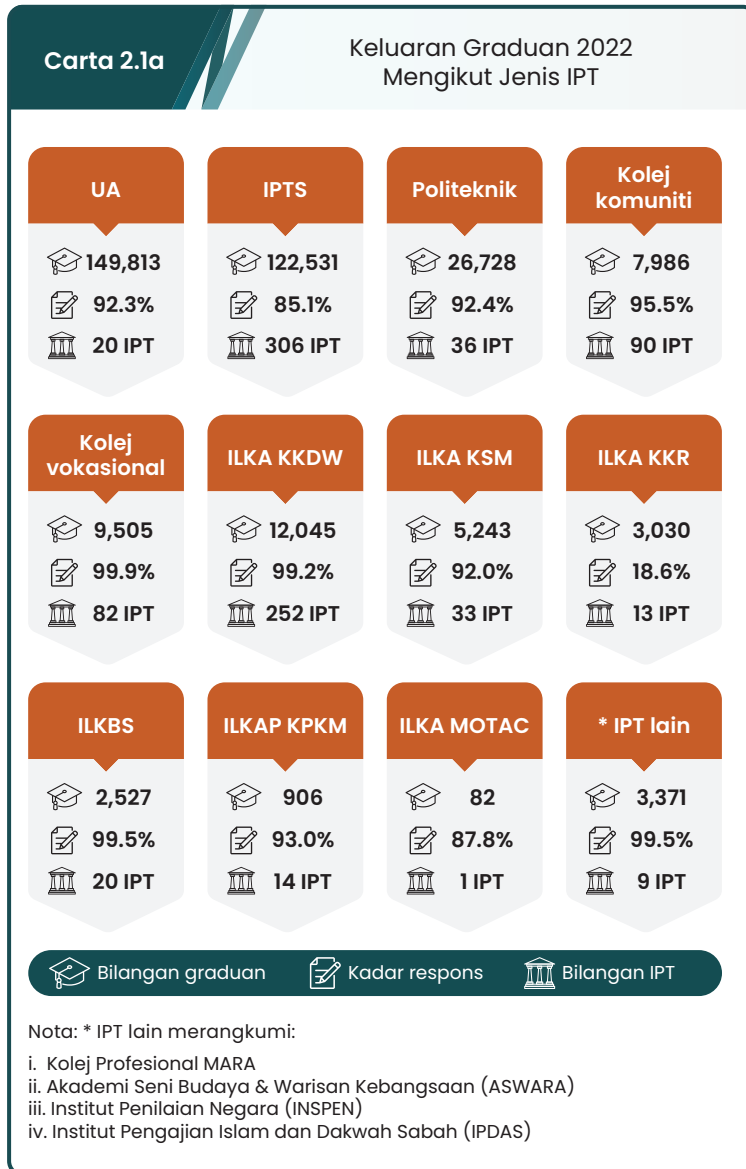 Carta 2.1a
Keluaran Graduan 2022
Mengikut Jenis IPT
UA
149,813
92.3%
20 IPT
IPTS
122,531
85.1%
306 IPT
Politeknik
26,728
92.4%
36 IPT
Kolej
komuniti
7,986
95.5%
90 IPT
Kolej
vokasional
9,505
99.9%
82 IPT
ILKA KKDW
12,045
99.2%
252 IPT
ILKA KSM
5,243
92.0%
33 IPT
ILKA KKR
3,030
18.6%
13 IPT
ILKBS
2,527
99.5%
20 IPT
ILKAP KPKM
906
93.0%
14 IPT
ILKA MOTAC
82
87.8%
1 IPT
* IPT lain
3,371
99.5%
9 IPT
Bilangan graduan Kadar respons Bilangan IPT
Nota: * IPT lain merangkumi:
i. Kolej Profesional MARA
ii. Akademi Seni Budaya & Warisan Kebangsaan (ASWARA)
iii. Institut Penilaian Negara (INSPEN)
iv. Institut Pengajian Islam dan Dakwah Sabah (IPDAS)